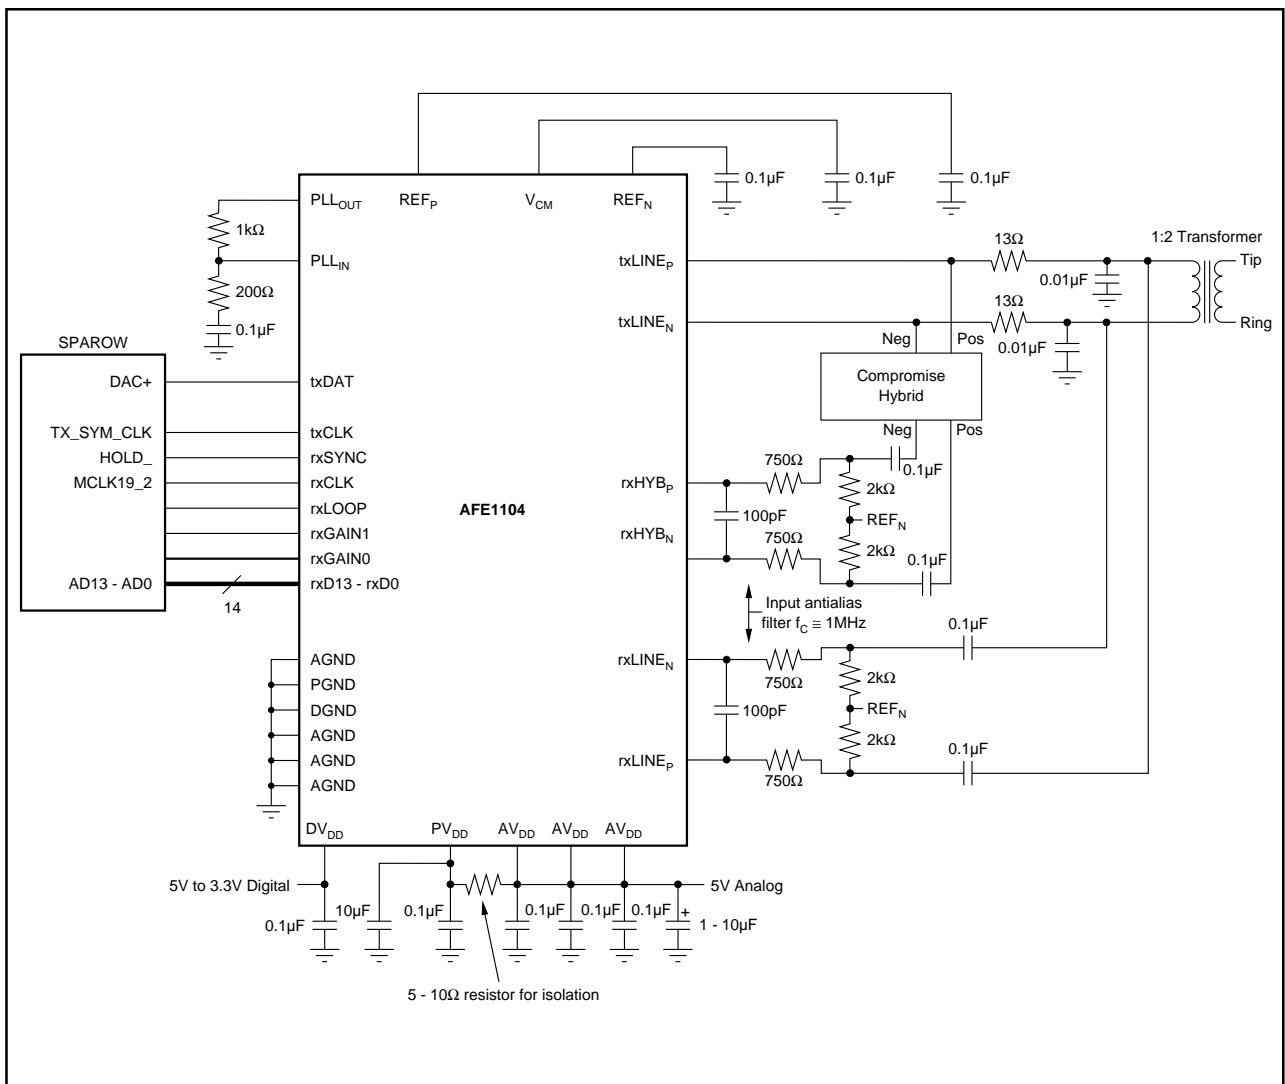 0.1µF
0.1µF
0.1µF
PLLOUT
REFP
VCM
REFN
1kΩ
PLLIN
200Ω
0.1µF
txLINEP
13Ω
1:2 Transformer
Tip
0.01µF
txLINEN
13Ω
Ring
0.01µF
Neg
Pos
Compromise
Hybrid
Neg
Pos
SPAROW
DAC+
txDAT
TX_SYM_CLK
txCLK
HOLD_
rxSYNC
MCLK19_2
rxCLK
rxLOOP
rxGAIN1
rxGAIN0
AD13 - AD0
rxD13 - rxD0
14
AFE1104
rxHYBP
750Ω
0.1µF
2kΩ
100pF
REFN
rxHYBN
750Ω
2kΩ
0.1µF
Input antialias
filter fC ≅ 1MHz
0.1µF
rxLINEN
750Ω
2kΩ
100pF
REFN
2kΩ
0.1µF
rxLINEP
750Ω
AGND
PGND
DGND
AGND
AGND
AGND
DVDD
PVDD
AVDD
AVDD
AVDD
5V to 3.3V Digital
5V Analog
0.1µF
10µF
0.1µF
0.1µF
0.1µF
0.1µF
+
1 - 10µF
5 - 10Ω resistor for isolation